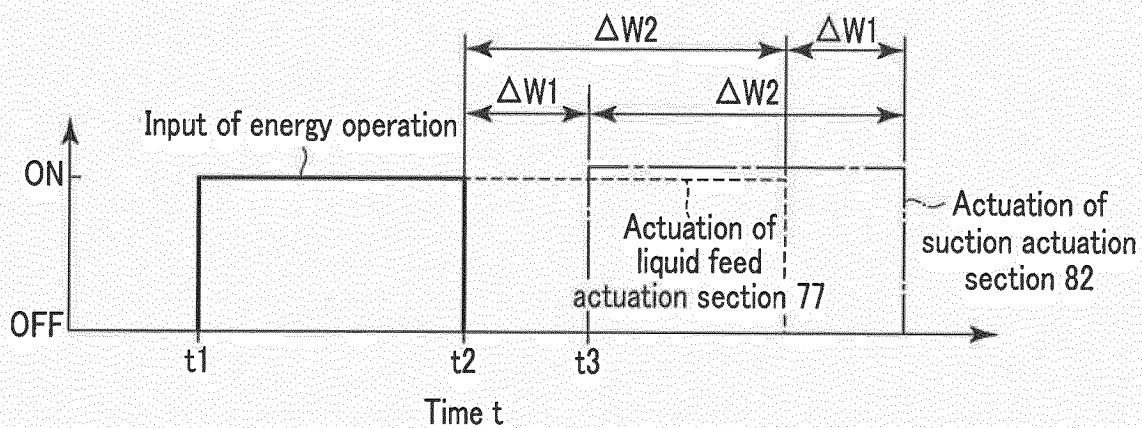 ΔW2
ΔW1
ΔW1
ΔW2
Input of energy operation
ON
Actuation of
liquid feed
actuation section 77
Actuation of
suction actuation
section 82
OFF
t1
t2
t3
Time t